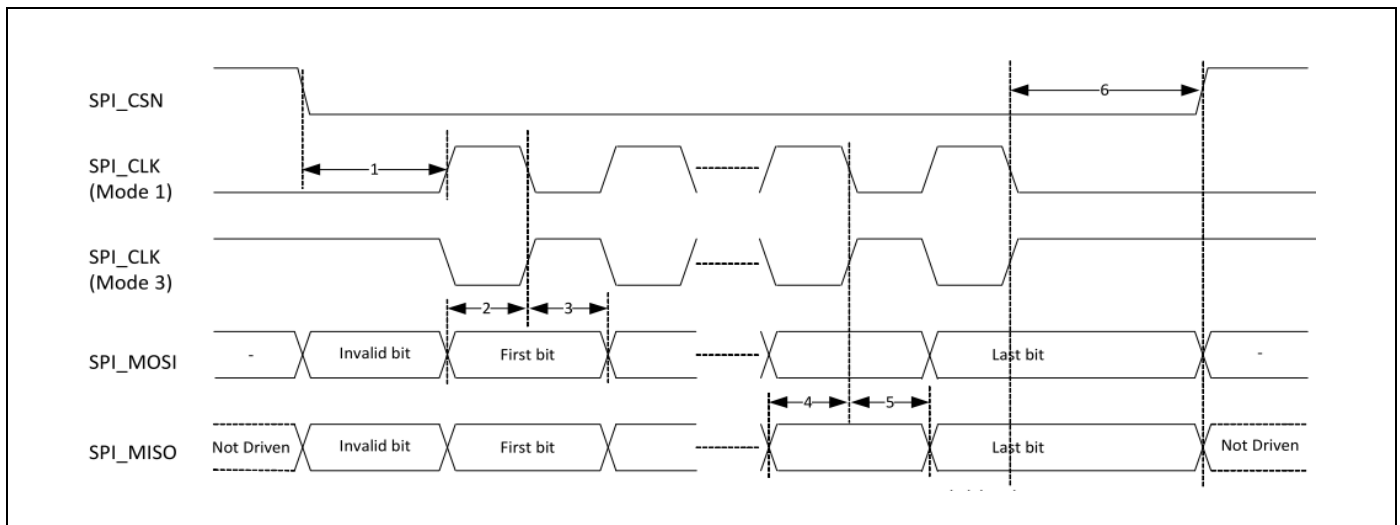 SPI_CSN
6
SPI_CLK
(Mode 1)
1
SPI_CLK
(Mode 3)
2 3
SPI_MOSI - Invalid bit First bit Last bit -
4 5
SPI_MISO Not Driven Invalid bit First bit Last bit Not Driven